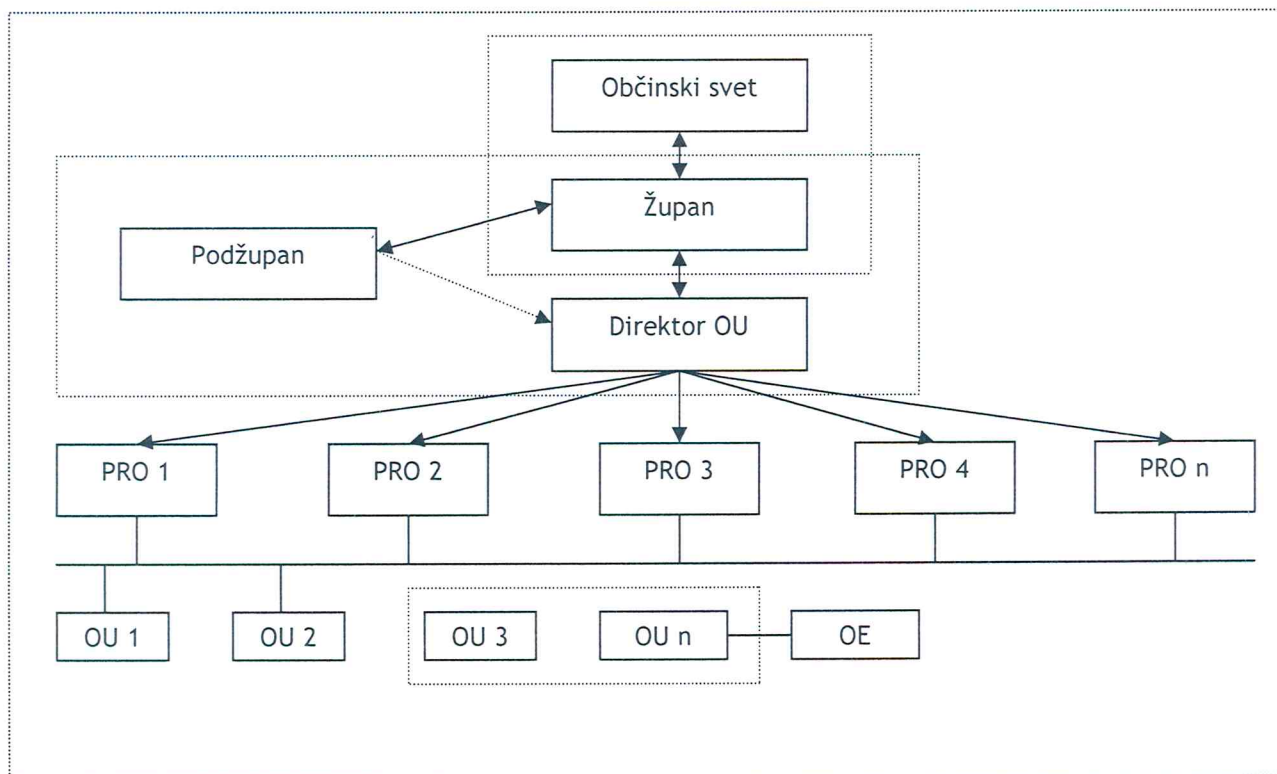 Občinski svet
Župan
Podžupan
Direktor OU
PRO 1
PRO 2
PRO 3
PRO 4
PRO n
OU 1
OU 2
OU 3
OU n
OE